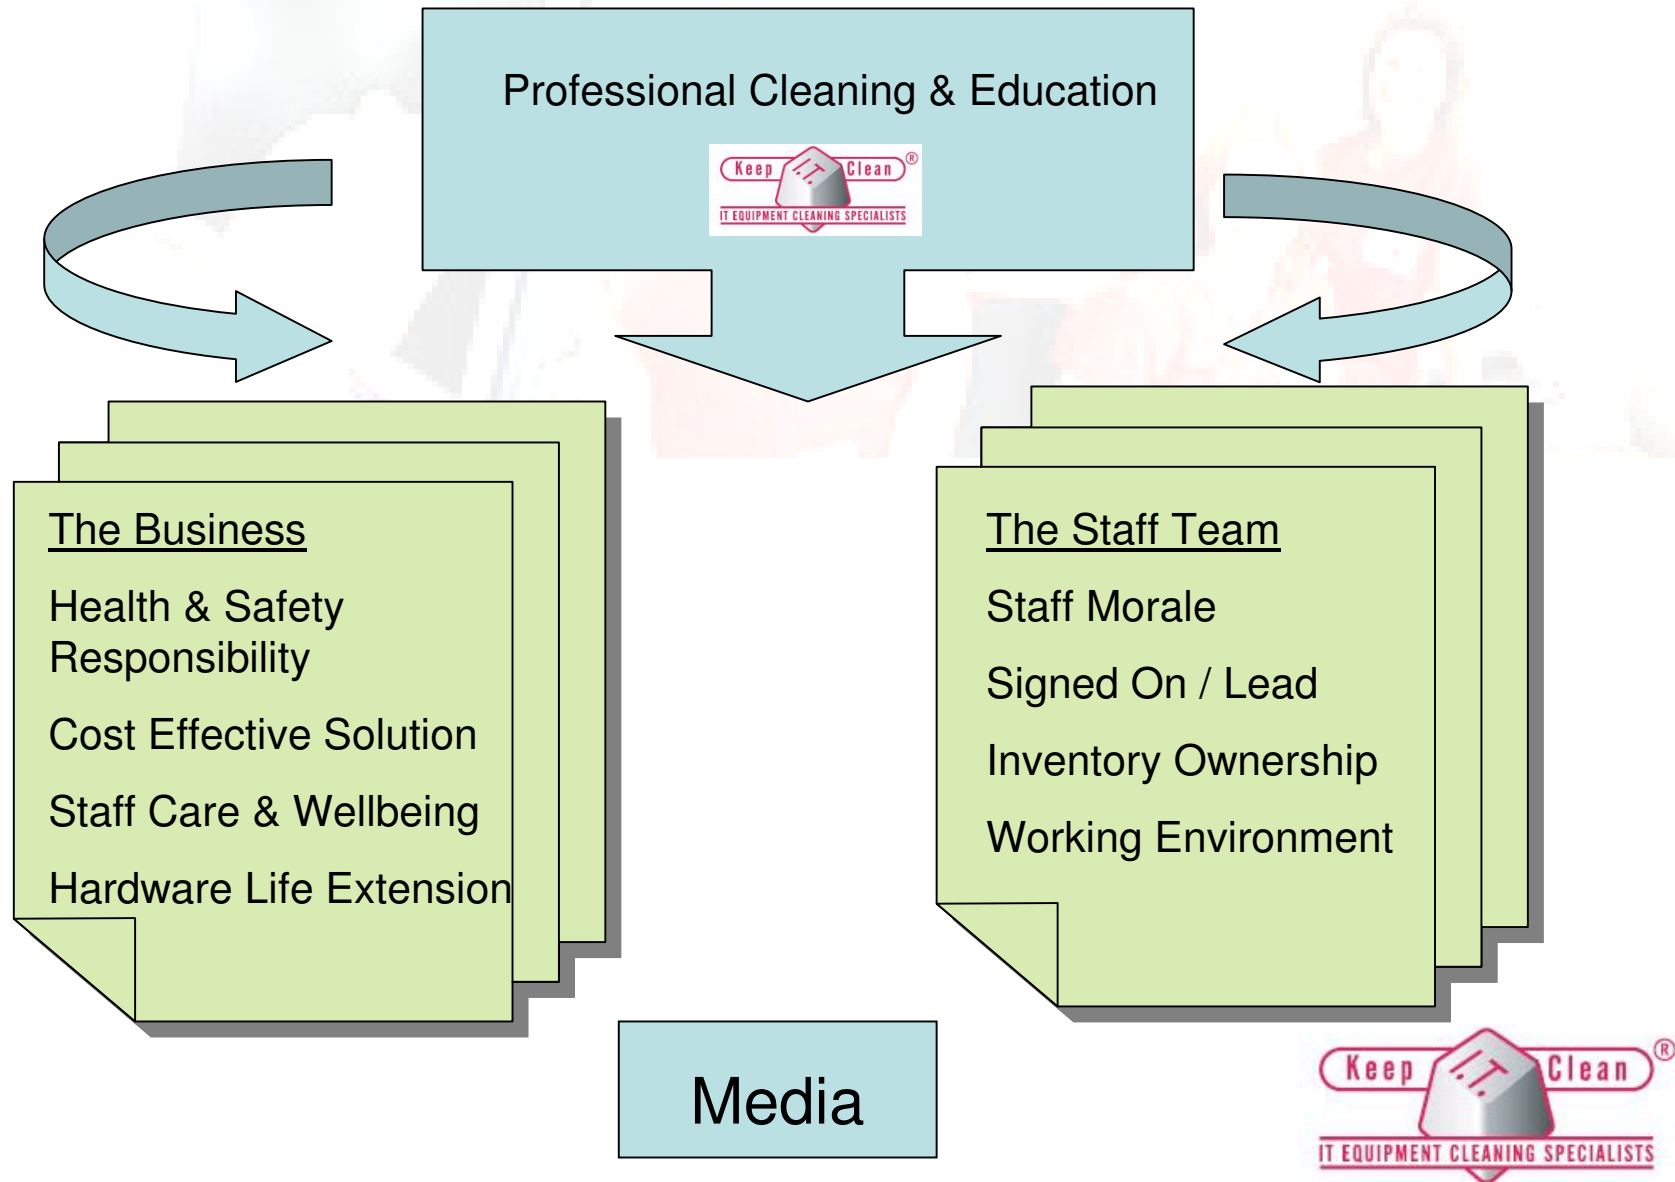 Professional Cleaning & Education
Keep I.T. Clean®
IT EQUIPMENT CLEANING SPECIALISTS
The Business
Health & Safety
Responsibility
Cost Effective Solution
Staff Care & Wellbeing
Hardware Life Extension
The Staff Team
Staff Morale
Signed On / Lead
Inventory Ownership
Working Environment
Media
Keep I.T. Clean®
IT EQUIPMENT CLEANING SPECIALISTS